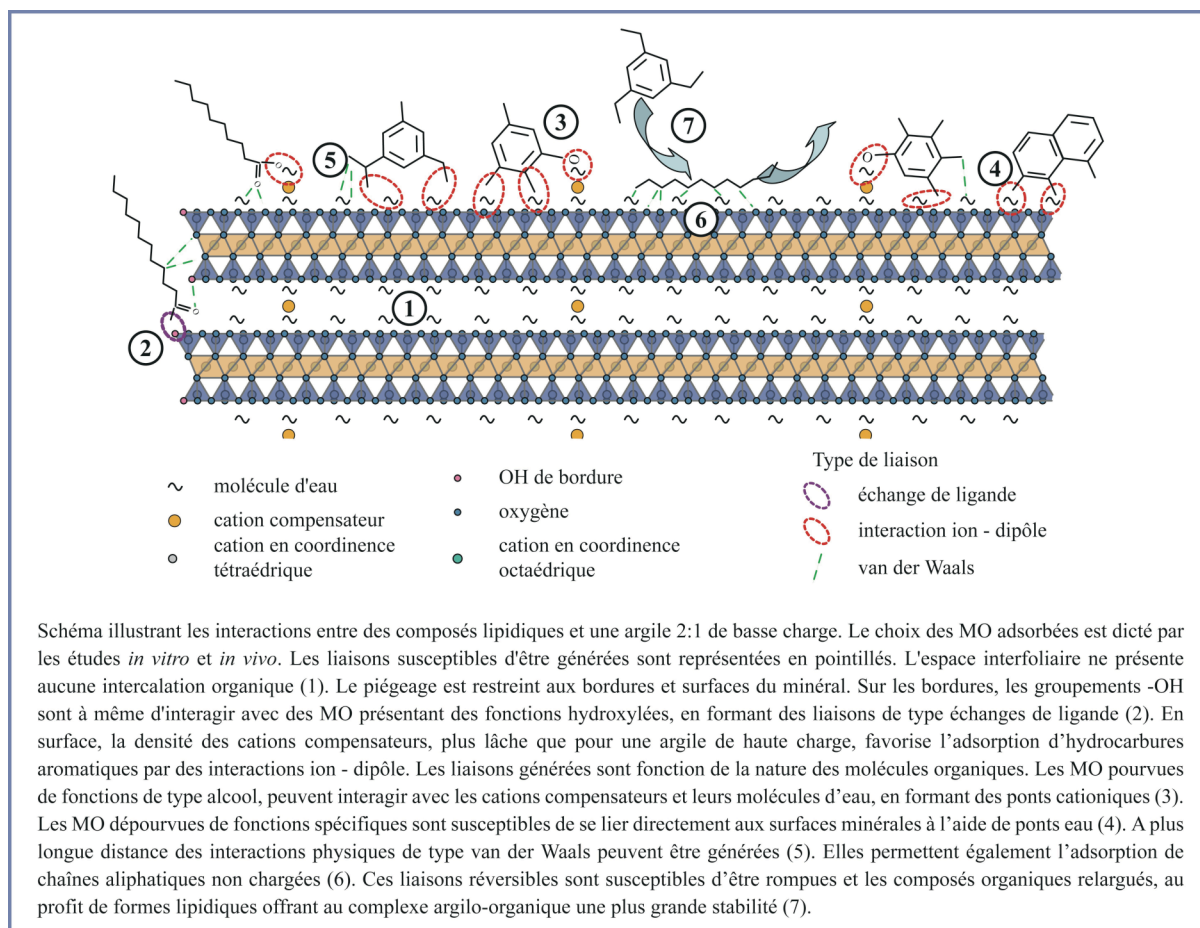 3
7
5
4
O
O
O
O
6
1
O
2
molécule d'eau
cation compensateur
cation en coordinence
tétraédrique
OH de bordure
oxygène
cation en coordinence
octaédrique
Type de liaison
échange de ligande
interaction ion - dipôle
van der Waals
Schéma illustrant les interactions entre des composés lipidiques et une argile 2:1 de basse charge. Le choix des MO adsorbées est dicté par
les études in vitro et in vivo. Les liaisons susceptibles d'être générées sont représentées en pointillés. L'espace interfoliaire ne présente
aucune intercalation organique (1). Le piégeage est restreint aux bordures et surfaces du minéral. Sur les bordures, les groupements -OH
sont à même d'interagir avec des MO présentant des fonctions hydroxylées, en formant des liaisons de type échanges de ligande (2). En
surface, la densité des cations compensateurs, plus lâche que pour une argile de haute charge, favorise l’adsorption d’hydrocarbures
aromatiques par des interactions ion - dipôle. Les liaisons générées sont fonction de la nature des molécules organiques. Les MO pourvues
de fonctions de type alcool, peuvent interagir avec les cations compensateurs et leurs molécules d’eau, en formant des ponts cationiques (3).
Les MO dépourvues de fonctions spécifiques sont susceptibles de se lier directement aux surfaces minérales à l’aide de ponts eau (4). A plus
longue distance des interactions physiques de type van der Waals peuvent être générées (5). Elles permettent également l’adsorption de
chaînes aliphatiques non chargées (6). Ces liaisons réversibles sont susceptibles d’être rompues et les composés organiques relargués, au
profit de formes lipidiques offrant au complexe argilo-organique une plus grande stabilité (7).